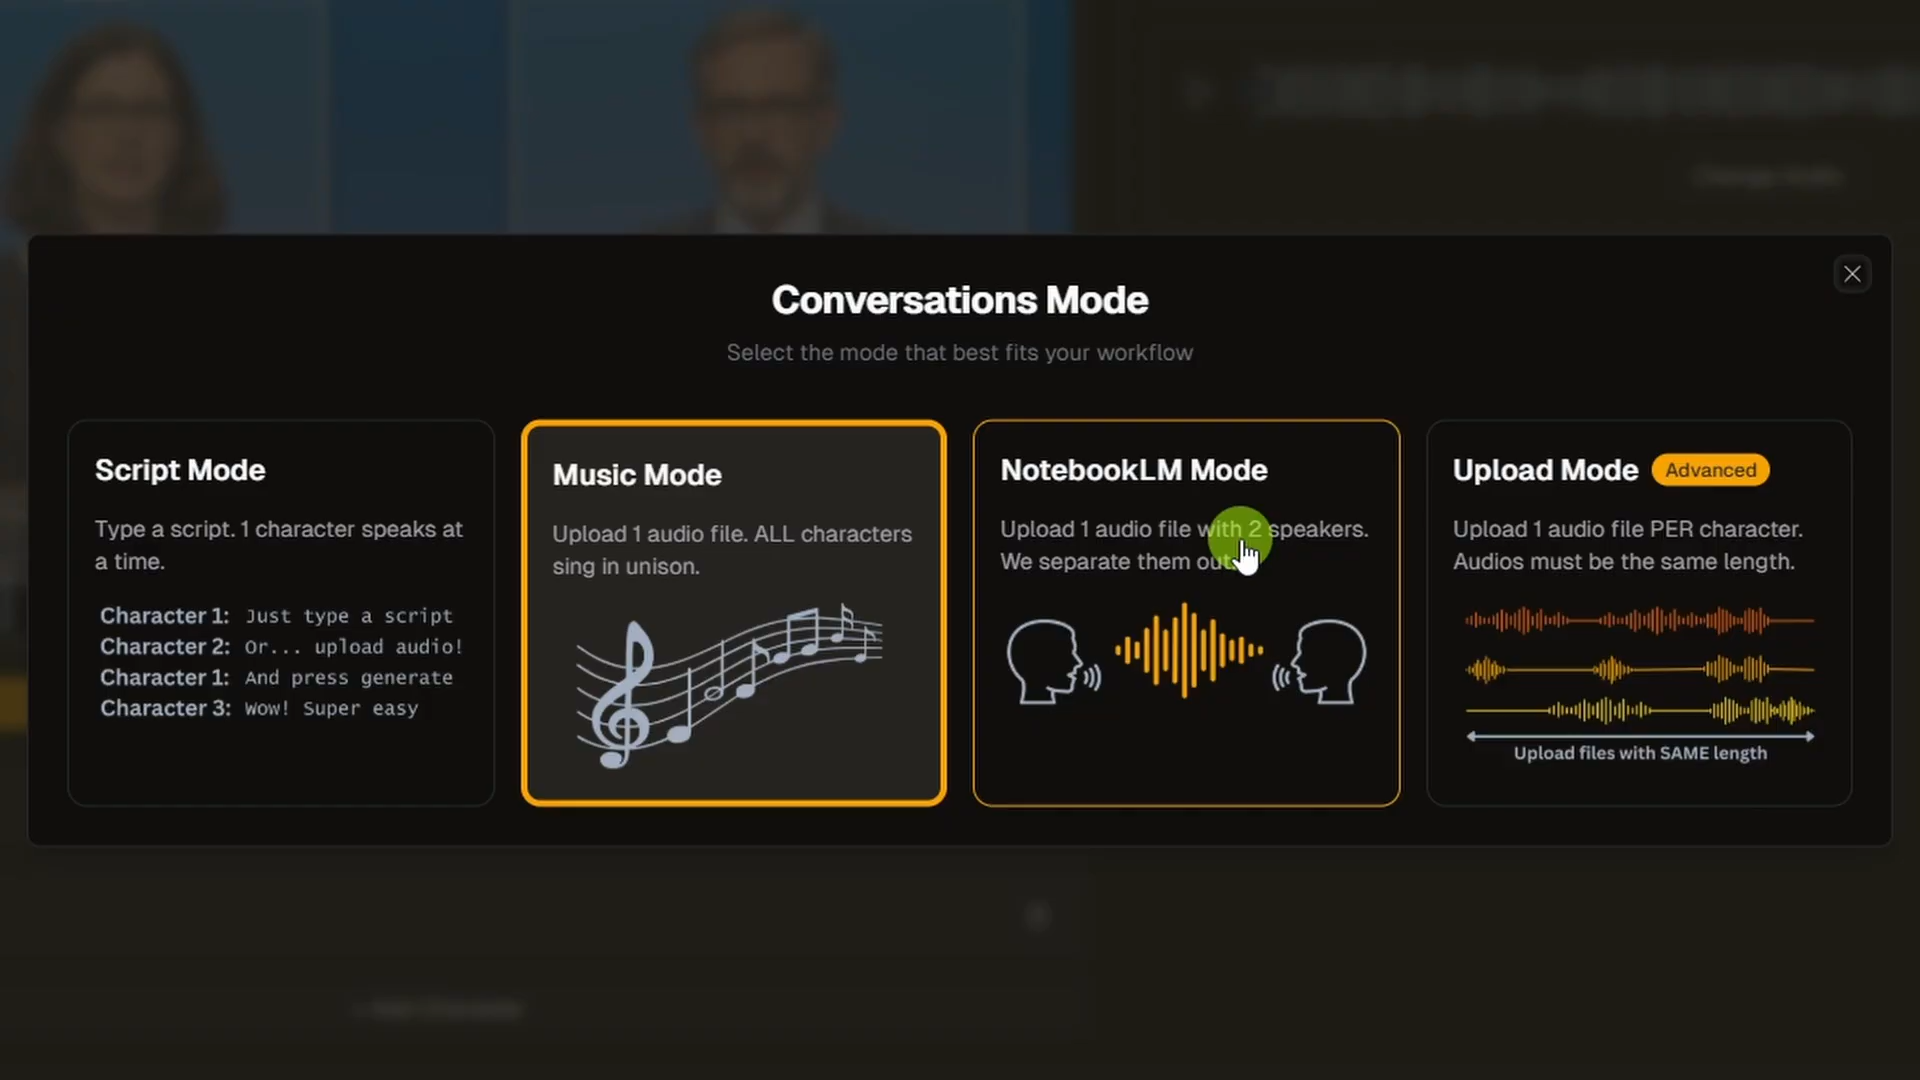 Conversations Mode
Select the mode that best fits your workflow
Script Mode
Type a script. 1 character speaks at
a time.
Character 1: Just type a script
Character 2: Or... upload audio!
Character 1: And press generate
Character 3: Wow! Super easy
Music Mode
Upload 1 audio file. ALL characters
sing in unison.
NotebookLM Mode
Upload 1 audio file with 2 speakers.
We separate them out
Upload Mode
Advanced
Upload 1 audio file PER character.
Audios must be the same length.
Upload files with SAME length